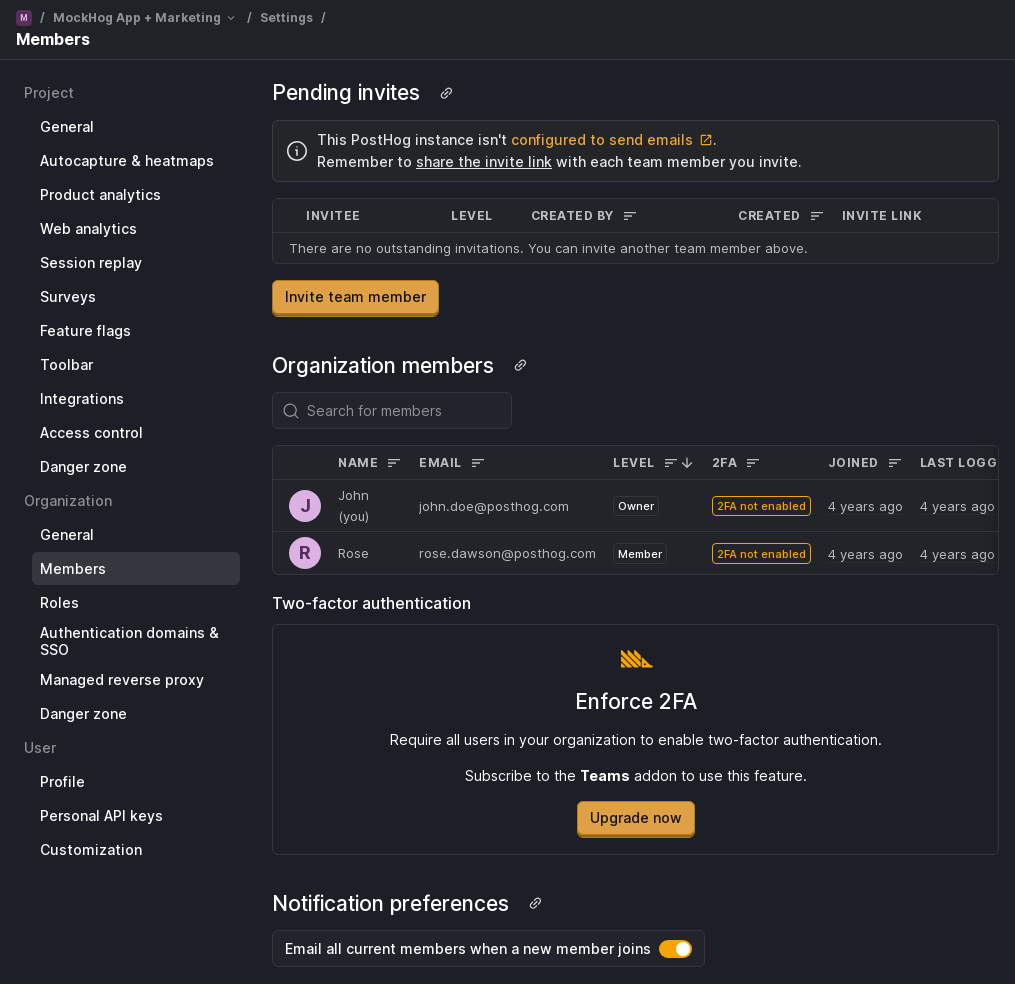 M / MockHog App + Marketing / Settings /
Members
Project
General
Autocapture & heatmaps
Product analytics
Web analytics
Session replay
Surveys
Feature flags
Toolbar
Integrations
Access control
Danger zone
Organization
General
Members
Roles
Authentication domains &
SSO
Managed reverse proxy
Danger zone
User
Profile
Personal API keys
Customization
Pending invites
This PostHog instance isn't configured to send emails.
Remember to share the invite link with each team member you invite.
INVITEE LEVEL CREATED BY CREATED INVITE LINK
There are no outstanding invitations. You can invite another team member above.
Invite team member
Organization members
Search for members
NAME EMAIL LEVEL 2FA JOINED LAST LOGG
J John (you) john.doe@posthog.com Owner 2FA not enabled 4 years ago 4 years ago
R Rose rose.dawson@posthog.com Member 2FA not enabled 4 years ago 4 years ago
Two-factor authentication
Enforce 2FA
Require all users in your organization to enable two-factor authentication.
Subscribe to the Teams addon to use this feature.
Upgrade now
Notification preferences
Email all current members when a new member joins